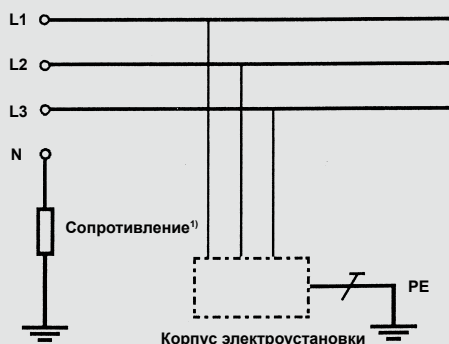 L1
L2
L3
N
Сопротивление¹⁾
PE
Корпус электроустановки